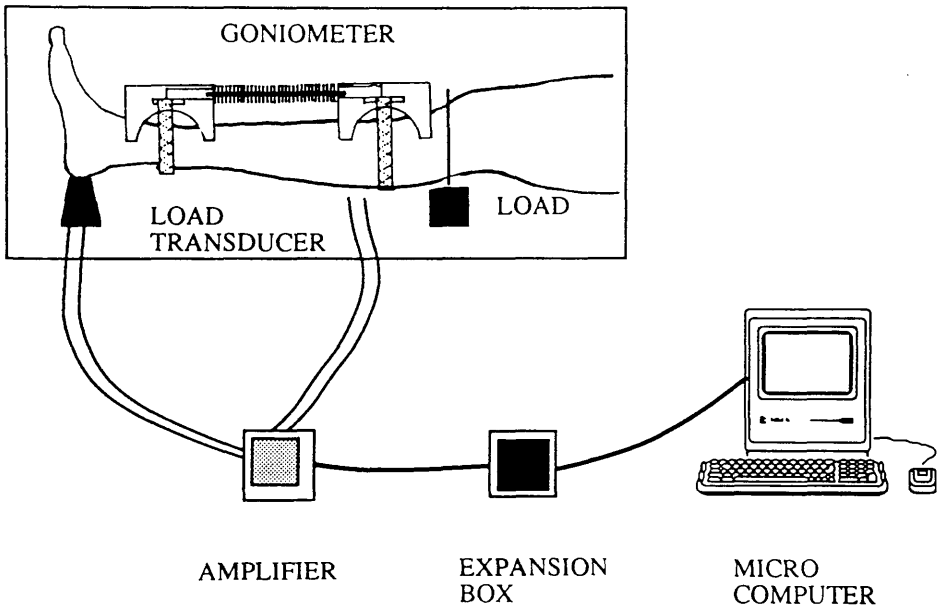 GONIOMETER
LOAD
TRANSDUCER
LOAD
AMPLIFIER
EXPANSION
BOX
MICRO
COMPUTER